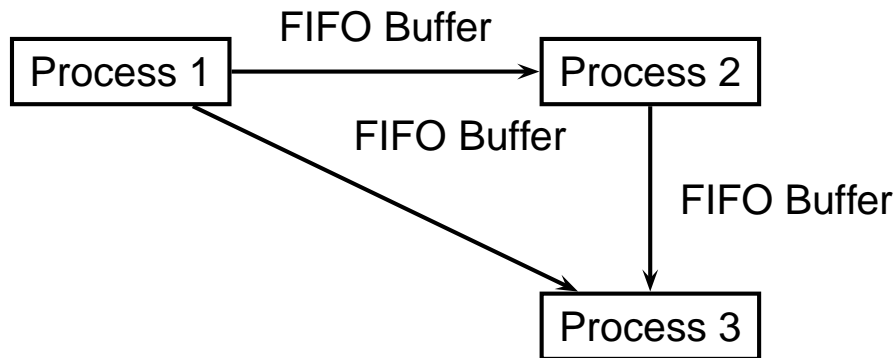 FIFO Buffer
Process 1
Process 2
FIFO Buffer
FIFO Buffer
Process 3